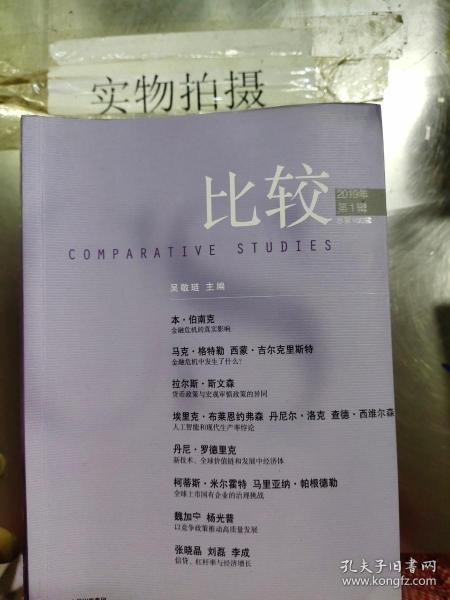 实物拍摄
比较
2019年
第1辑
总第100辑
COMPARATIVE STUDIES
吴敬琏 主编
本·伯南克
金融危机的真实影响
马克·格特勒 西蒙·吉尔克里斯特
金融危机中发生了什么？
拉尔斯·斯文森
货币政策与宏观审慎政策的异同
埃里克·布莱恩约弗森 丹尼尔·洛克 查德·西维尔森
人工智能和现代生产率悖论
丹尼·罗德里克
新技术、全球价值链和发展中经济体
柯蒂斯·米尔霍特 马里亚纳·帕根德勒
全球上市国有企业的治理挑战
魏加宁 杨光普
以竞争政策推动高质量发展
张晓晶 刘磊 李成
信贷、杠杆率与经济增长
孔夫子旧书网